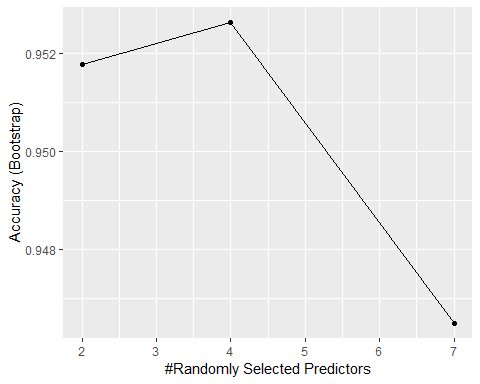 Accuracy (Bootstrap)
0.952
0.950
0.948
2 3 4 5 6 7
#Randomly Selected Predictors